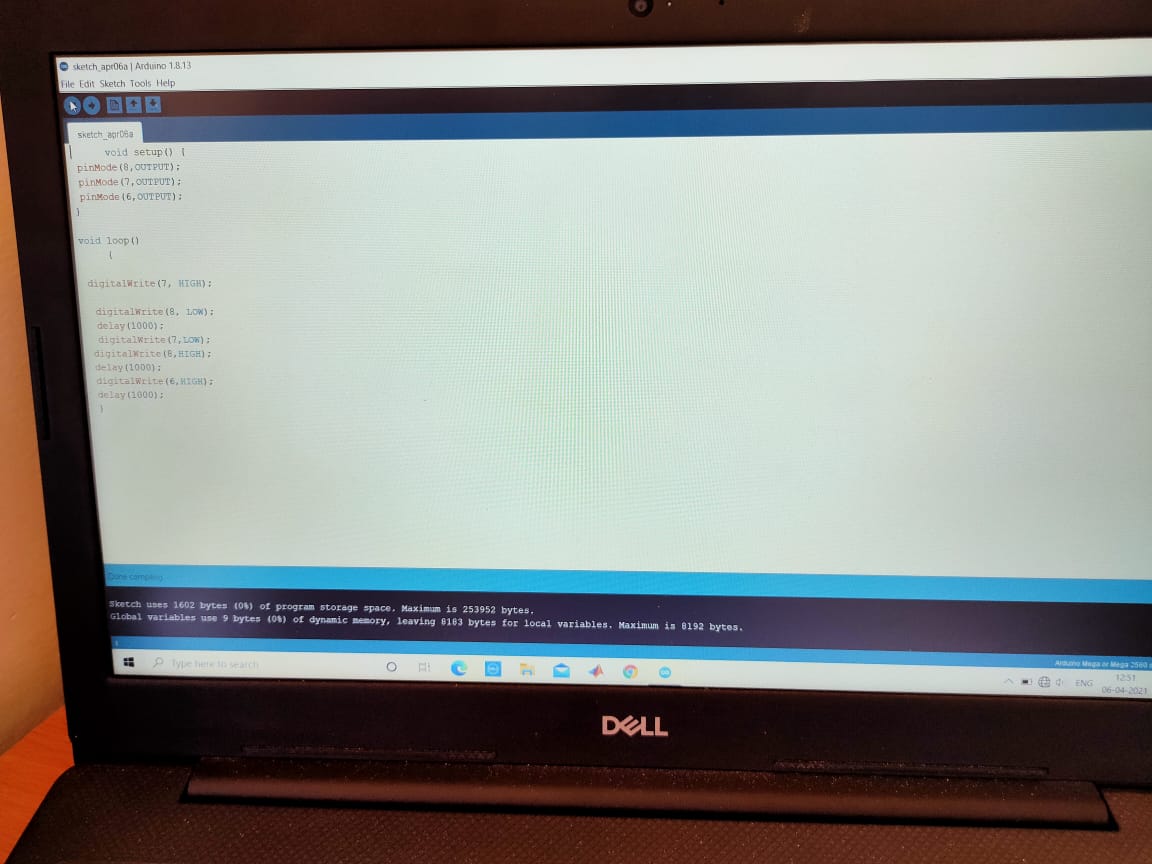 sketch_apr06a | Arduino 1.8.13
File Edit Sketch Tools Help
sketch_apr06a
void setup() {
pinMode(8,OUTPUT);
pinMode(7,OUTPUT);
pinMode(6,OUTPUT);
}
void loop()
{
digitalWrite(7, HIGH);
digitalWrite(8, LOW);
delay(1000);
digitalWrite(7,LOW);
digitalWrite(8,HIGH);
delay(1000);
digitalWrite(6,HIGH);
delay(1000);
}
Done compiling.
Sketch uses 1602 bytes (0%) of program storage space. Maximum is 253952 bytes.
Global variables use 9 bytes (0%) of dynamic memory, leaving 8183 bytes for local variables. Maximum is 8192 bytes.
1
Arduino Mega or Mega 2560
Type here to search
ENG
12:51
06-04-2021
DELL